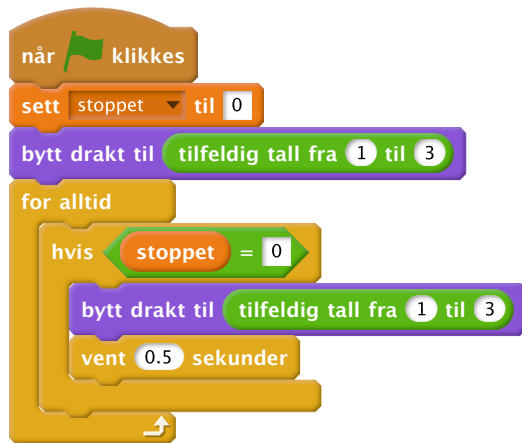 når klikkes
sett stoppet til 0
bytt drakt til tilfeldig tall fra 1 til 3
for alltid
hvis stoppet = 0
bytt drakt til tilfeldig tall fra 1 til 3
vent 0.5 sekunder